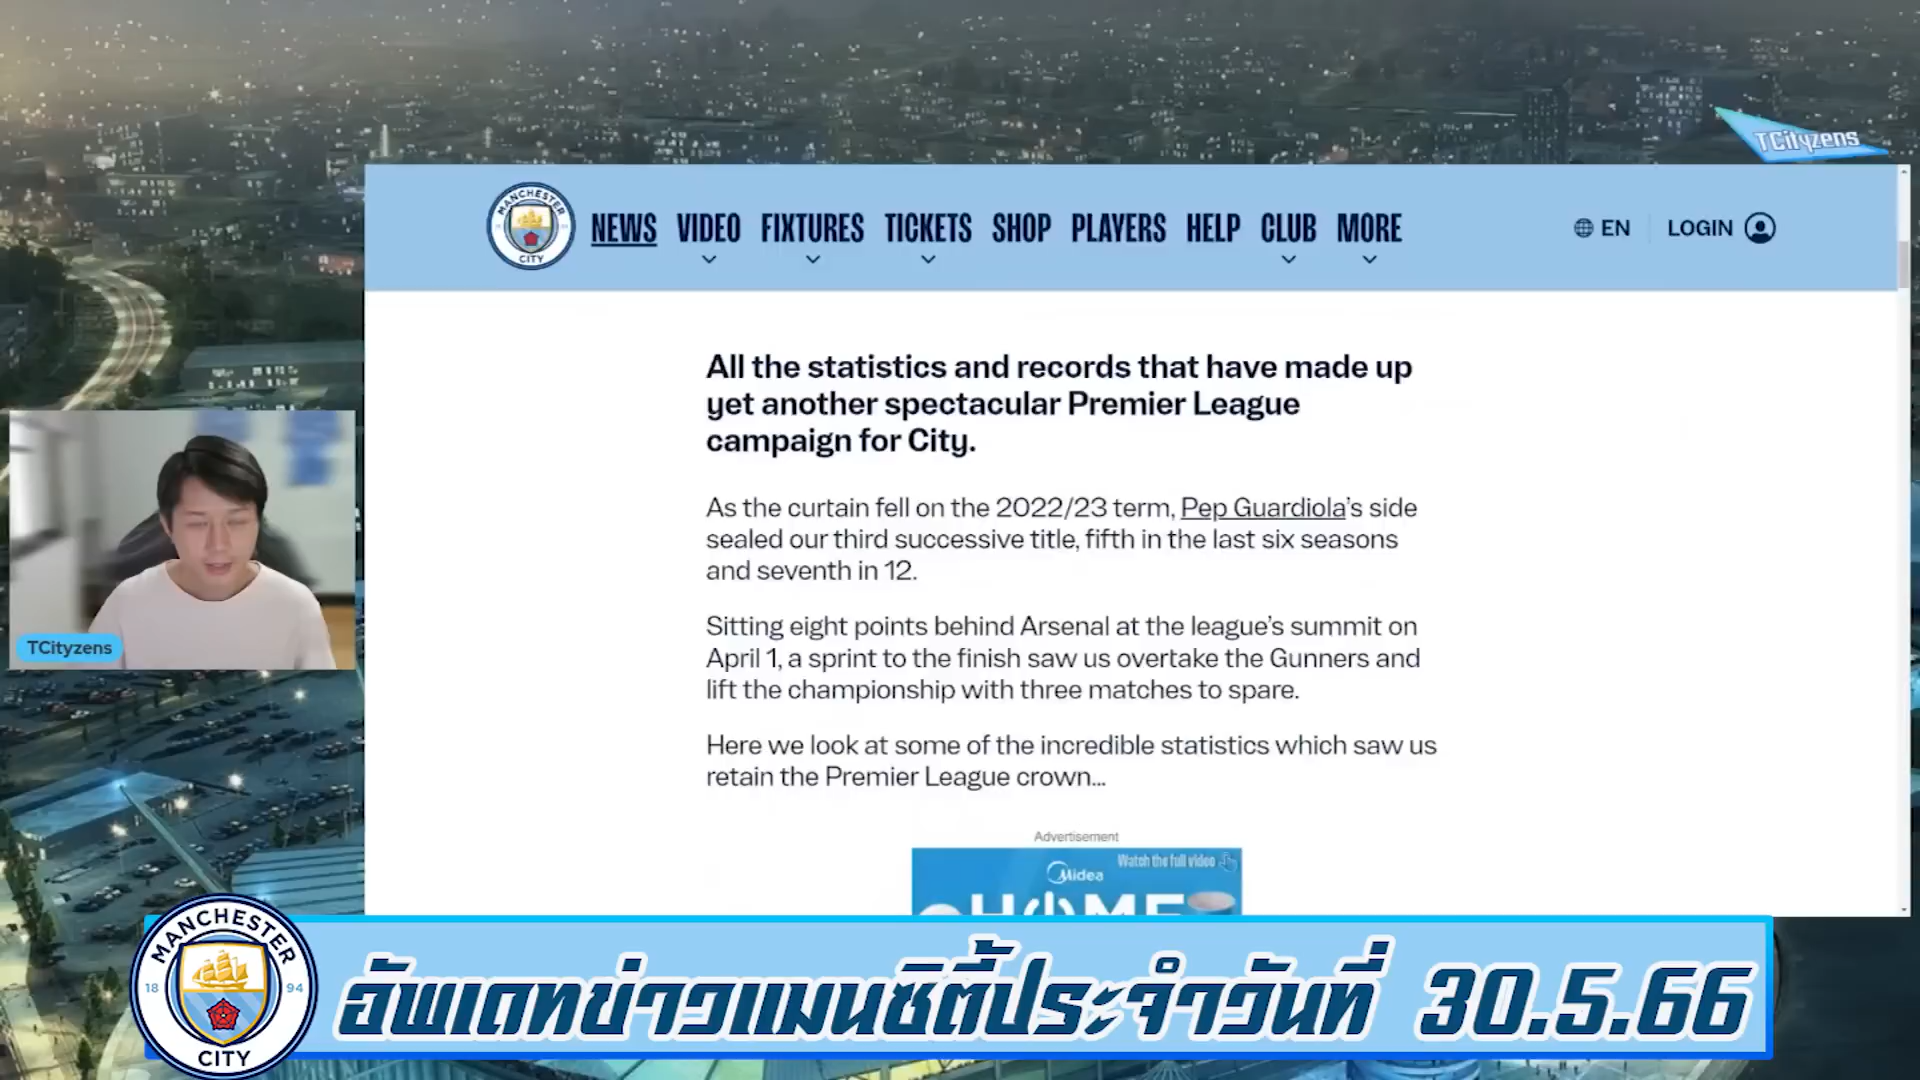 TCityzens
MANCHESTER
CITY
NEWS VIDEO FIXTURES TICKETS SHOP PLAYERS HELP CLUB MORE
EN LOGIN
All the statistics and records that have made up
yet another spectacular Premier League
campaign for City.
As the curtain fell on the 2022/23 term, Pep Guardiola's side
sealed our third successive title, fifth in the last six seasons
and seventh in 12.
Sitting eight points behind Arsenal at the league's summit on
April 1, a sprint to the finish saw us overtake the Gunners and
lift the championship with three matches to spare.
Here we look at some of the incredible statistics which saw us
retain the Premier League crown...
TCityzens
Advertisement
Watch the full video
Midea
HOME
MANCHESTER
18 94
CITY
อัพเดทข่าวแมนซิตี้ประจำวันที่ 30.5.66